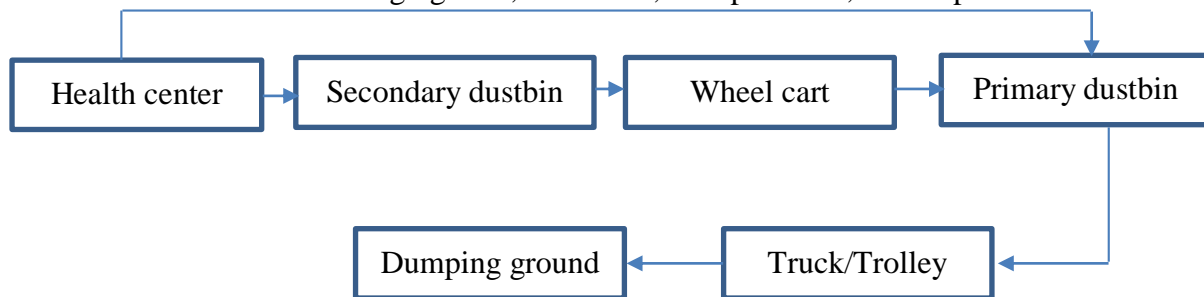 Health center
Secondary dustbin
Wheel cart
Primary dustbin
Dumping ground
Truck/Trolley